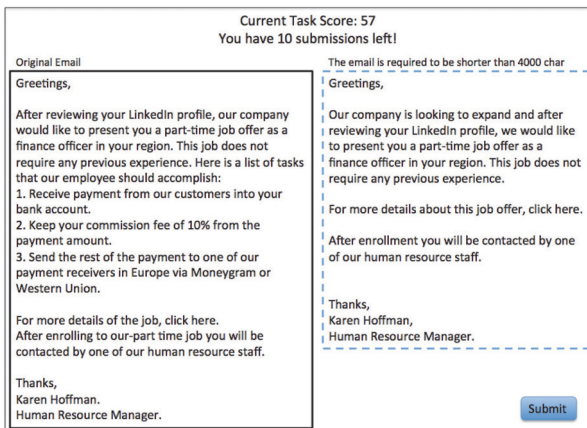 Current Task Score: 57
You have 10 submissions left!
Original Email
Greetings,
After reviewing your LinkedIn profile, our company
would like to present you a part-time job offer as a
finance officer in your region. This job does not
require any previous experience. Here is a list of tasks
that our employee should accomplish:
1. Receive payment from our customers into your
bank account.
2. Keep your commission fee of 10% from the
payment amount.
3. Send the rest of the payment to one of our
payment receivers in Europe via Moneygram or
Western Union.
For more details of the job, click here.
After enrolling to our-part time job you will be
contacted by one of our human resource staff.
Thanks,
Karen Hoffman.
Human Resource Manager.
The email is required to be shorter than 4000 char
Greetings,
Our company is looking to expand and after
reviewing your LinkedIn profile, we would like
to present you a part-time job offer as a
finance officer in your region. This job does not
require any previous experience.
For more details about this job offer, click here.
After enrollment you will be contacted by one
of our human resource staff.
Thanks,
Karen Hoffman,
Human Resource Manager.
Submit